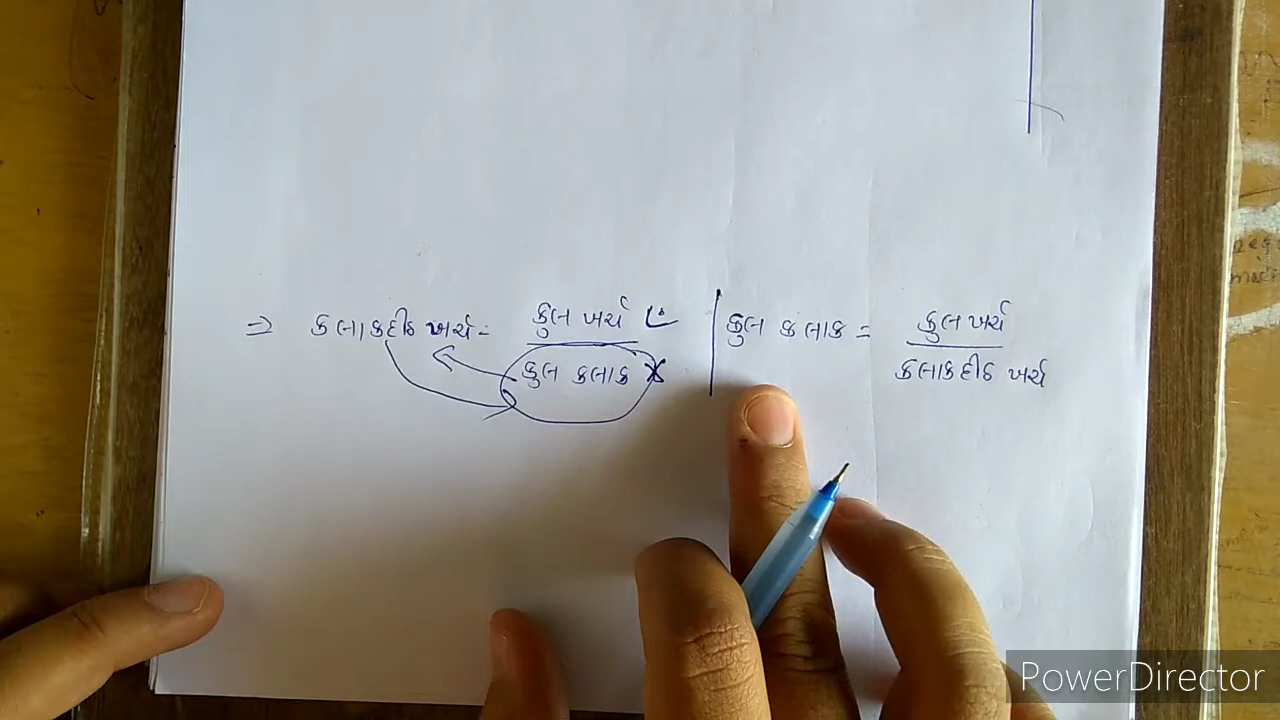 ⇒ કલાકદીઠ ખર્ચ = કુલ ખર્ચ
કુલ કલાક
કુલ કલાક = કુલ ખર્ચ
કલાકદીઠ ખર્ચ
PowerDirector